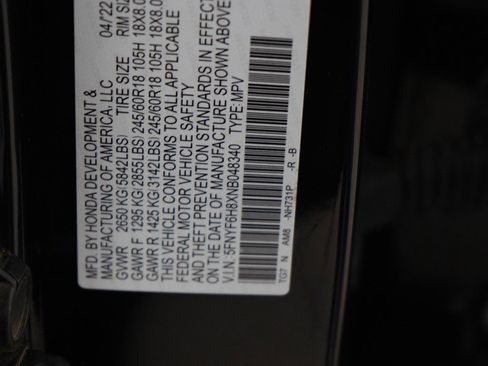 MFD. BY HONDA DEVELOPMENT & 04/'22
MANUFACTURING OF AMERICA, LLC
GVWR 2650 KG(5842LBS) TIRE SIZE RIM SIZ
GAWR F 1295 KG(2855LBS) 245/60R18 105H 18X8.0
GAWR R 1425 KG(3142LBS) 245/60R18 105H 18X8.0
THIS VEHICLE CONFORMS TO ALL APPLICABLE
FEDERAL MOTOR VEHICLE SAFETY
AND THEFT PREVENTION STANDARDS IN EFFECT
ON THE DATE OF MANUFACTURE SHOWN ABOVE
V.I.N: 5FNYF6H8XNB048340 TYPE: MPV
TG7 N AM8 -NH731P -R -B